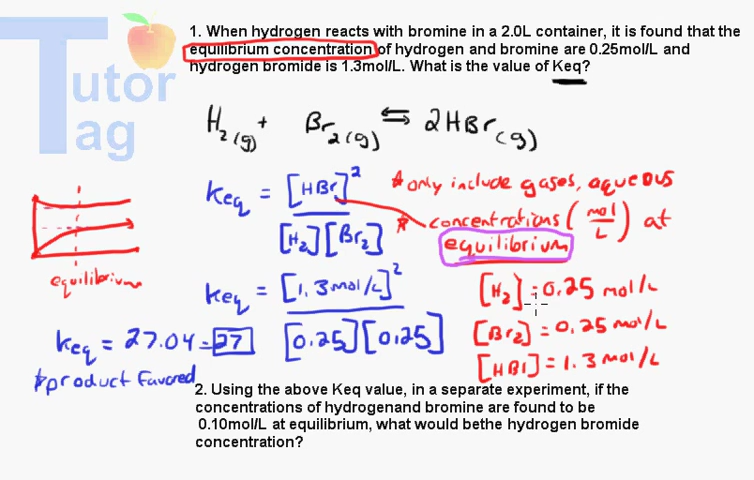 Tutor
Tag
1. When hydrogen reacts with bromine in a 2.0L container, it is found that the
equilibrium concentration of hydrogen and bromine are 0.25mol/L and
hydrogen bromide is 1.3mol/L. What is the value of Keq?
H₂(g) + Br₂(g) ⇌ 2HBr(g)
Keq = [HBr]²
[H₂][Br₂]
* only include gases, aqueous
* concentrations (mol/L) at
equilibrium
equilibrium
Keq = [1.3mol/L]²
[0.25][0.25]
[H₂] = 0.25 mol/L
[Br₂] = 0.25 mol/L
[HBr] = 1.3 mol/L
Keq = 27.04 = 27
*product favored
2. Using the above Keq value, in a separate experiment, if the
concentrations of hydrogenand bromine are found to be
0.10mol/L at equilibrium, what would bethe hydrogen bromide
concentration?